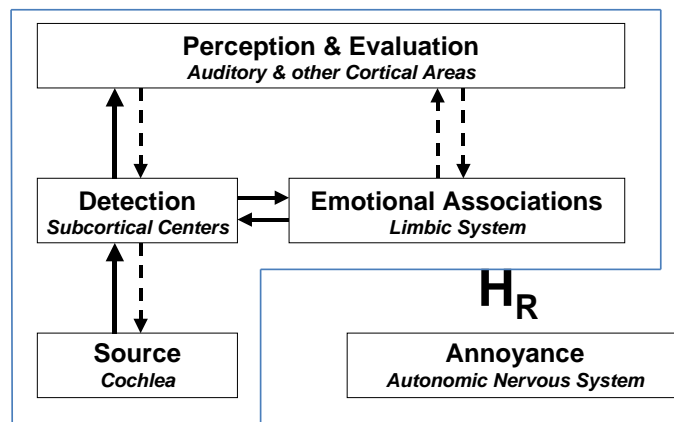 Perception & Evaluation
Auditory & other Cortical Areas
Detection
Subcortical Centers
Emotional Associations
Limbic System
H_R
Source
Cochlea
Annoyance
Autonomic Nervous System